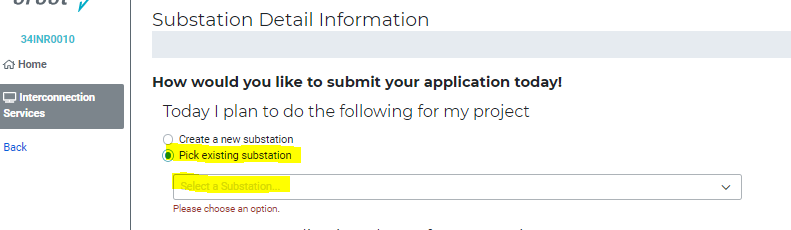 Substation Detail Information
34INR0010
Home
How would you like to submit your application today!
Interconnection
Services
Today I plan to do the following for my project
Create a new substation
Back
Pick existing substation
Select a Substation...
Please choose an option.